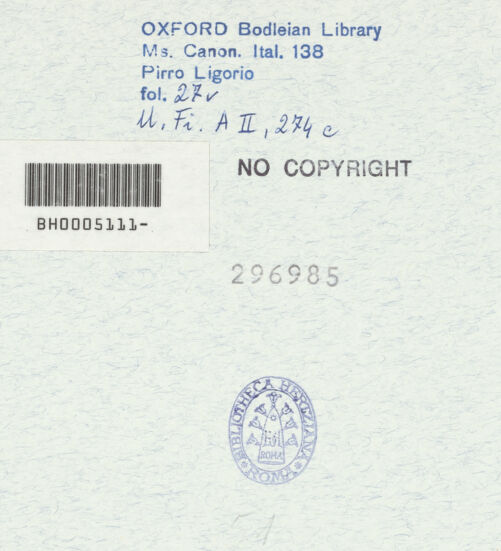 OXFORD Bodleian Library
Ms. Canon. Ital. 138
Pirro Ligorio
fol. 27v
U. Fi. A II, 274 c
NO COPYRIGHT
BH0005111-
296985
BIBLIOTHECA HERTZIANA
ROMA
ROMA